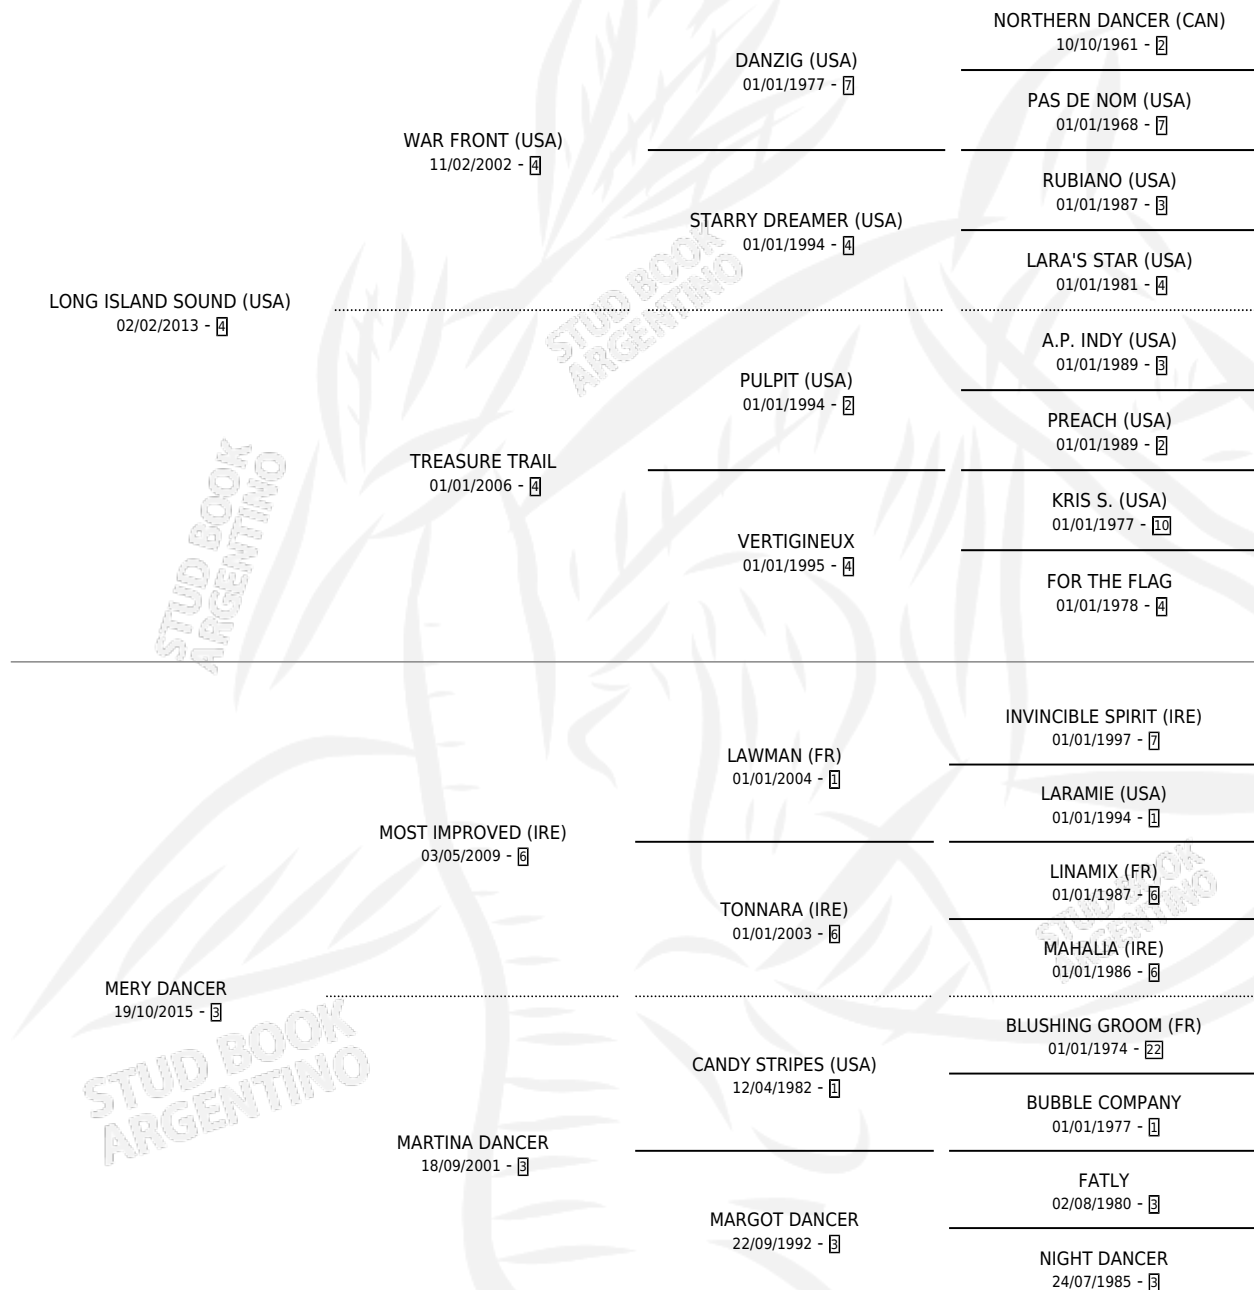 NORTHERN DANCER (CAN)
10/10/1961 - 2
DANZIG (USA)
01/01/1977 - 7
PAS DE NOM (USA)
01/01/1968 - 7
WAR FRONT (USA)
11/02/2002 - 4
RUBIANO (USA)
01/01/1987 - 3
STARRY DREAMER (USA)
01/01/1994 - 4
LARA'S STAR (USA)
01/01/1981 - 4
LONG ISLAND SOUND (USA)
02/02/2013 - 4
STUD BOOK
ARGENTINO
A.P. INDY (USA)
01/01/1989 - 3
PULPIT (USA)
01/01/1994 - 2
PREACH (USA)
01/01/1989 - 2
TREASURE TRAIL
01/01/2006 - 4
KRIS S. (USA)
01/01/1977 - 10
VERTIGINEUX
01/01/1995 - 4
FOR THE FLAG
01/01/1978 - 4
STUD BOOK
ARGENTINO
INVINCIBLE SPIRIT (IRE)
01/01/1997 - 7
LAWMAN (FR)
01/01/2004 - 1
LARAMIE (USA)
01/01/1994 - 1
MOST IMPROVED (IRE)
03/05/2009 - 6
LINAMIX (FR)
01/01/1987 - 6
STUD BOOK
ARGENTINO
TONNARA (IRE)
01/01/2003 - 6
MAHALIA (IRE)
01/01/1986 - 6
MERY DANCER
19/10/2015 - 3
STUD BOOK
ARGENTINO
BLUSHING GROOM (FR)
01/01/1974 - 22
CANDY STRIPES (USA)
12/04/1982 - 1
BUBBLE COMPANY
01/01/1977 - 1
MARTINA DANCER
18/09/2001 - 3
FATLY
02/08/1980 - 3
MARGOT DANCER
22/09/1992 - 3
NIGHT DANCER
24/07/1985 - 3